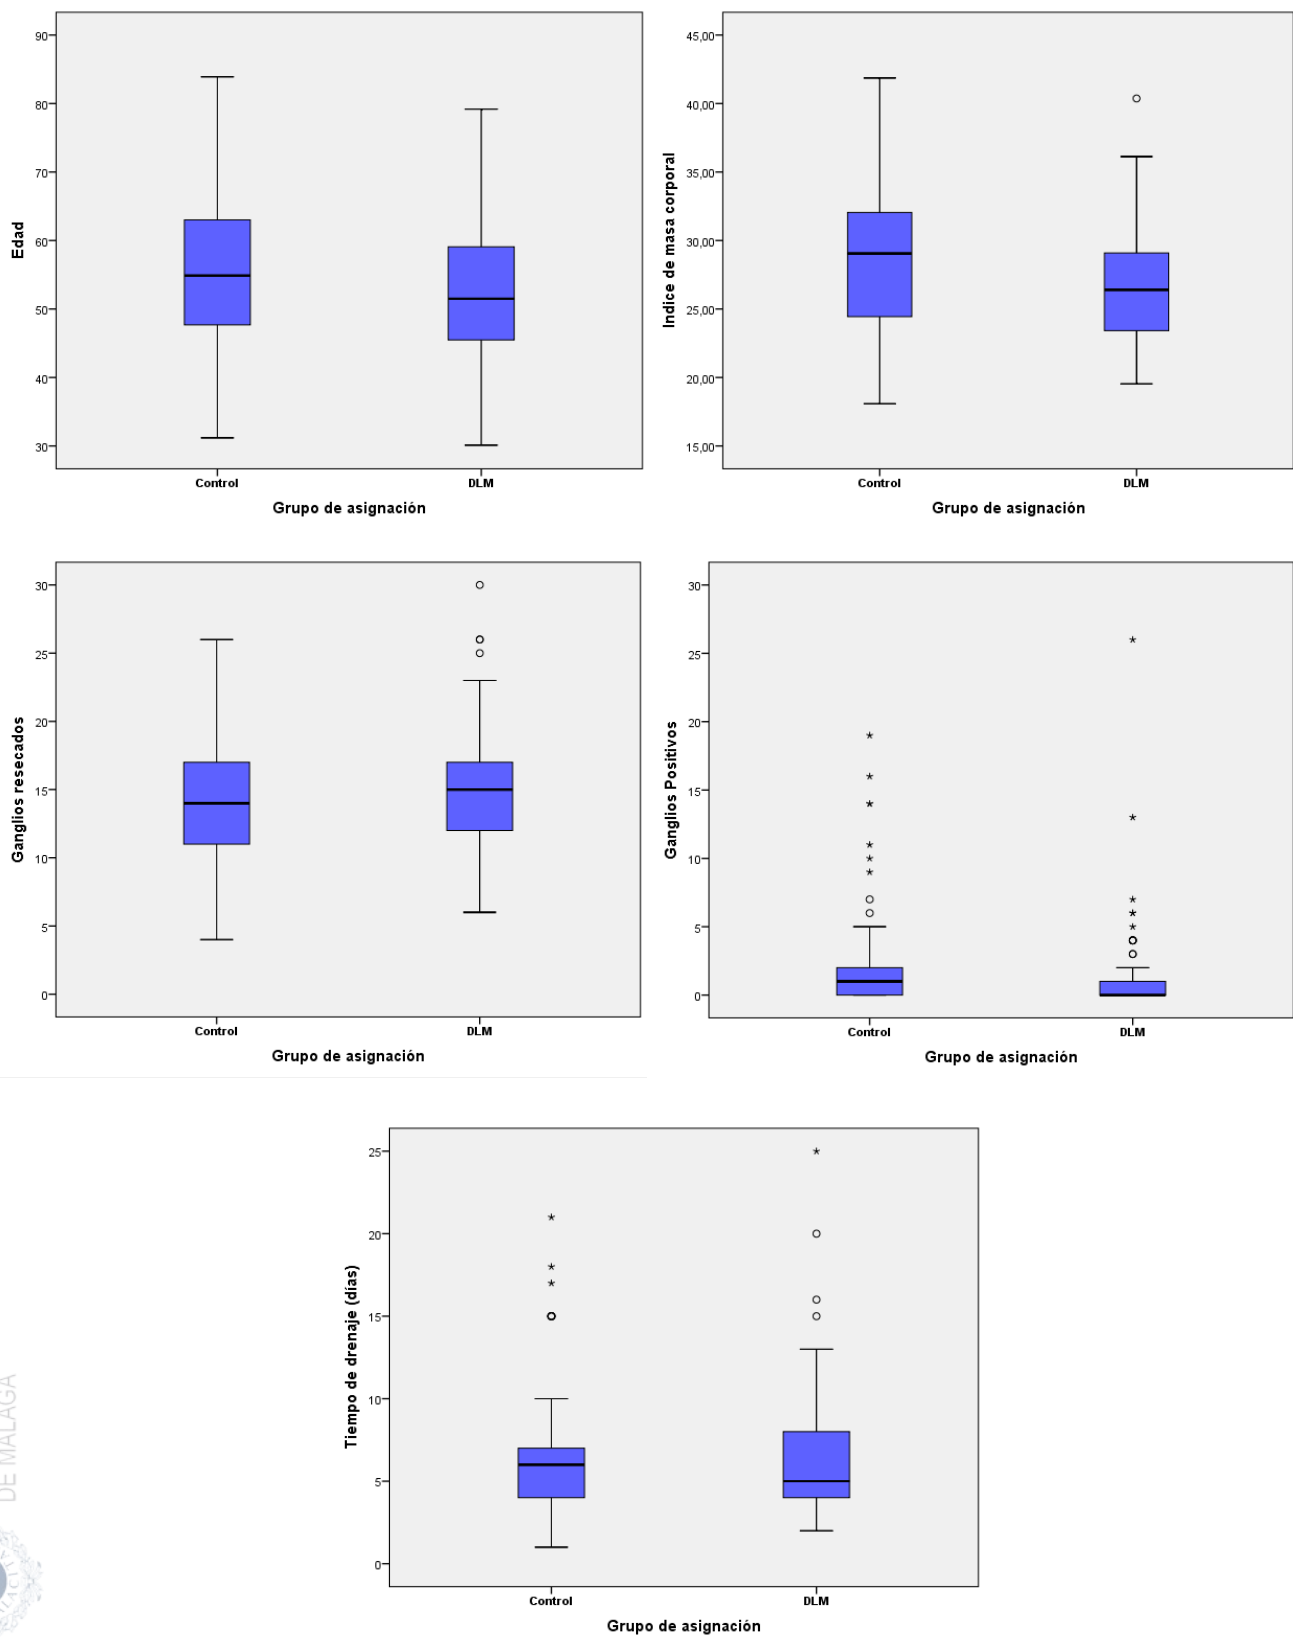 90
80
70
60
50
40
30
Edad
Control DLM
Grupo de asignación
45,00
40,00
35,00
30,00
25,00
20,00
15,00
Indice de masa corporal
Control DLM
Grupo de asignación
30
25
20
15
10
5
0
Ganglios resecados
Control DLM
Grupo de asignación
30
25
20
15
10
5
0
Ganglios Positivos
Control DLM
Grupo de asignación
25
20
15
10
5
0
Tiempo de drenaje (días)
Control DLM
Grupo de asignación
DE MÁLAGA